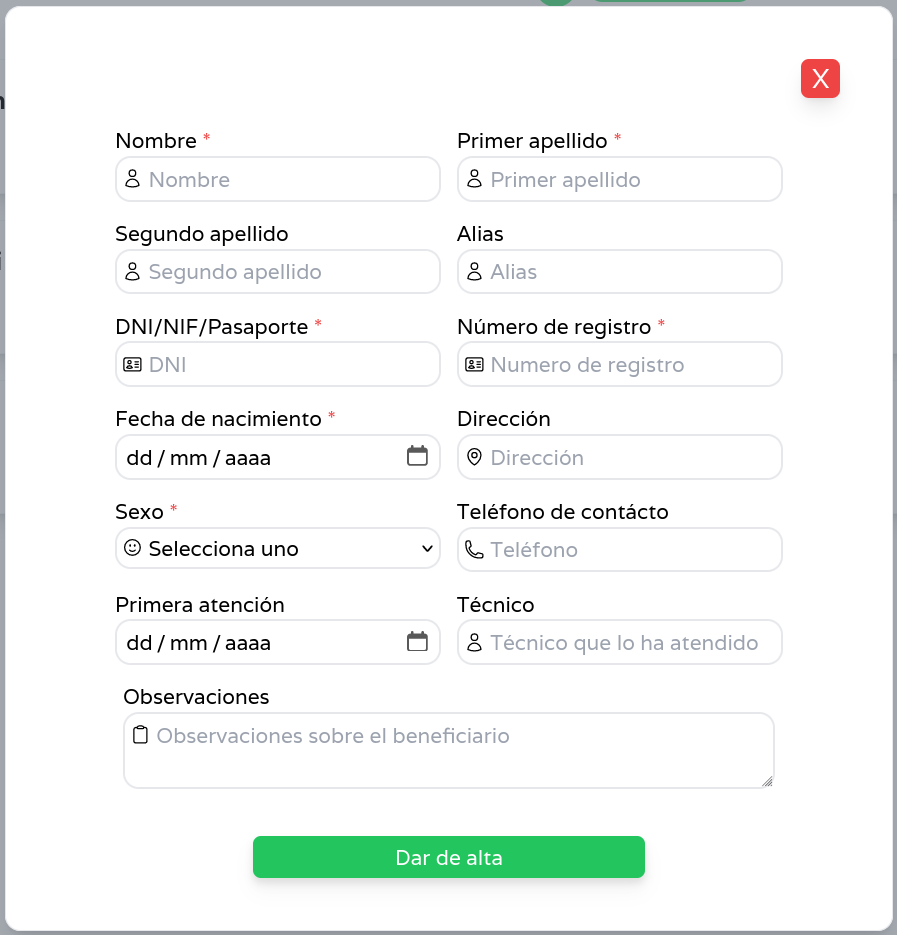 X
Nombre * Primer apellido *
Nombre Primer apellido
Segundo apellido Alias
Segundo apellido Alias
DNI/NIF/Pasaporte * Número de registro *
DNI Numero de registro
Fecha de nacimiento * Dirección
dd / mm / aaaa Dirección
Sexo * Teléfono de contácto
Selecciona uno Teléfono
Primera atención Técnico
dd / mm / aaaa Técnico que lo ha atendido
Observaciones
Observaciones sobre el beneficiario
Dar de alta